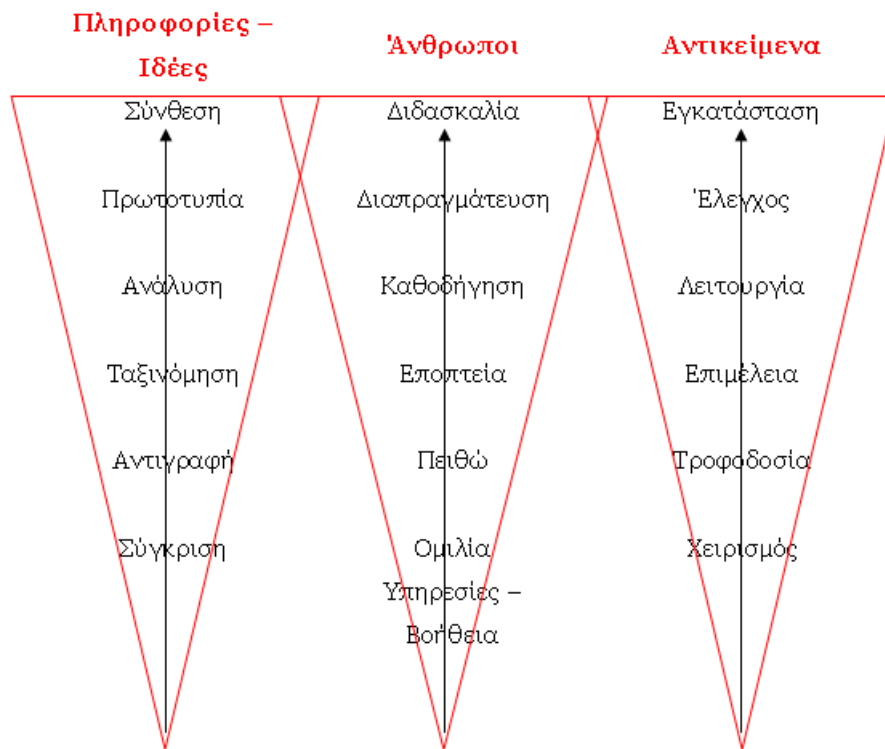 Πληροφορίες –
Ιδέες
Άνθρωποι
Αντικείμενα
Σύνθεση
Πρωτοτυπία
Ανάλυση
Ταξινόμηση
Αντιγραφή
Σύγκριση
Διδασκαλία
Διαπραγμάτευση
Καθοδήγηση
Εποπτεία
Πειθώ
Ομιλία
Υπηρεσίες –
Βοήθεια
Εγκατάσταση
Έλεγχος
Λειτουργία
Επιμέλεια
Τροφοδοσία
Χειρισμός